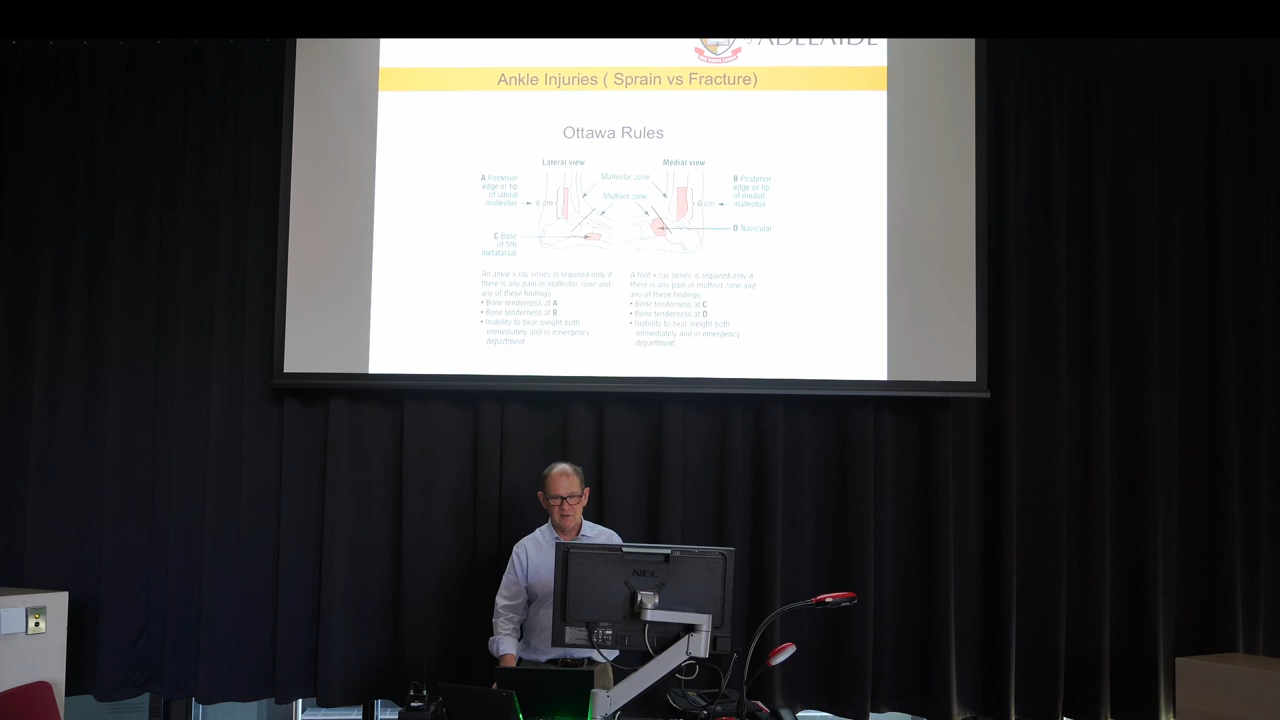 of ADELAIDE
Ankle Injuries ( Sprain vs Fracture)
Ottawa Rules
Lateral view
Medial view
A Posterior
edge or tip
of lateral
malleolus
6 cm
Malleolar zone
Midfoot zone
B Posterior
edge or tip
of medial
malleolus
6 cm
C Base
of 5th
metatarsal
D Navicular
An ankle x ray series is required only if
there is any pain in malleolar zone and
any of these findings
• Bone tenderness at A
• Bone tenderness at B
• Inability to bear weight both
immediately and in emergency
department
A foot x ray series is required only if
there is any pain in midfoot zone and
any of these findings
• Bone tenderness at C
• Bone tenderness at D
• Inability to bear weight both
immediately and in emergency
department
NEC